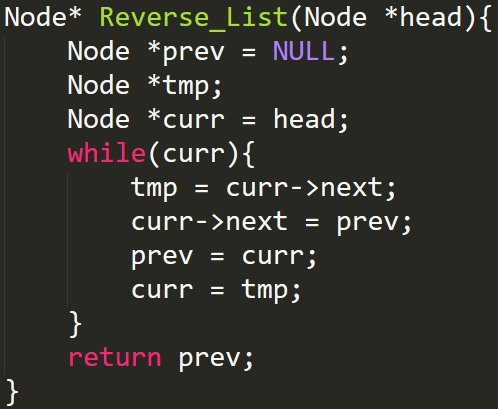 Node* Reverse_List(Node *head){
    Node *prev = NULL;
    Node *tmp;
    Node *curr = head;
    while(curr){
        tmp = curr->next;
        curr->next = prev;
        prev = curr;
        curr = tmp;
    }
    return prev;
}